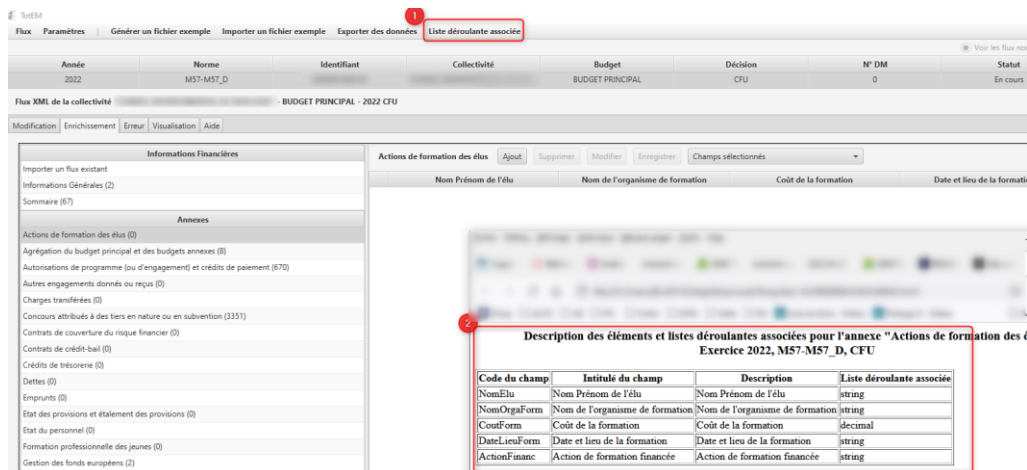 TotEM
1
Flux Paramètres Générer un fichier exemple Importer un fichier exemple Exporter des données Liste déroulante associée
Voir les flux
Année Norme Identifiant Collectivité Budget Décision N° DM Statut
2022 M57-M57_D BUDGET PRINCIPAL CFU 0 En cours
Flux XML de la collectivité - BUDGET PRINCIPAL - 2022 CFU
Modification Enrichissement Erreur Visualisation Aide
Informations Financières
Actions de formation des élus Ajout Supprimer Modifier Enregistrer Champs sélectionnés
Importer un flux existant
Nom Prénom de l'élu Nom de l'organisme de formation Coût de la formation Date et lieu de la formati
Informations Générales (2)
Sommaire (67)
Annexes
Actions de formation des élus (0)
Agrégation du budget principal et des budgets annexes (8)
Autorisations de programme (ou d'engagement) et crédits de paiement (670)
Autres engagements donnés ou reçus (0)
Charges transférées (0)
Concours attribués à des tiers en nature ou en subvention (3351)
Contrats de couverture du risque financier (0)
Contrats de crédit-bail (0)
Crédits de trésorerie (0)
Dettes (0)
Emprunts (0)
Etat des provisions et étalement des provisions (0)
Etat du personnel (0)
Formation professionnelle des jeunes (0)
Gestion des fonds européens (2)
2
Description des éléments et listes déroulantes associées pour l'annexe "Actions de formation des é
Exercice 2022, M57-M57_D, CFU
Code du champ Intitulé du champ Description Liste déroulante associée
NomElu Nom Prénom de l'élu Nom Prénom de l'élu string
NomOrgaForm Nom de l'organisme de formation Nom de l'organisme de formation string
CoutForm Coût de la formation Coût de la formation decimal
DateLieuForm Date et lieu de la formation Date et lieu de la formation string
ActionFinanc Action de formation financée Action de formation financée string